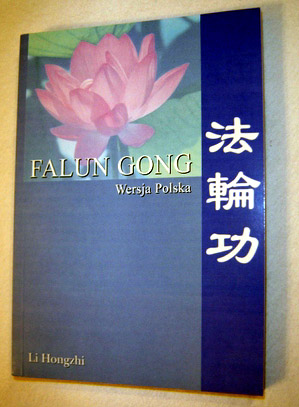 FALUN GONG
Wersja Polska
法輪功
Li Hongzhi